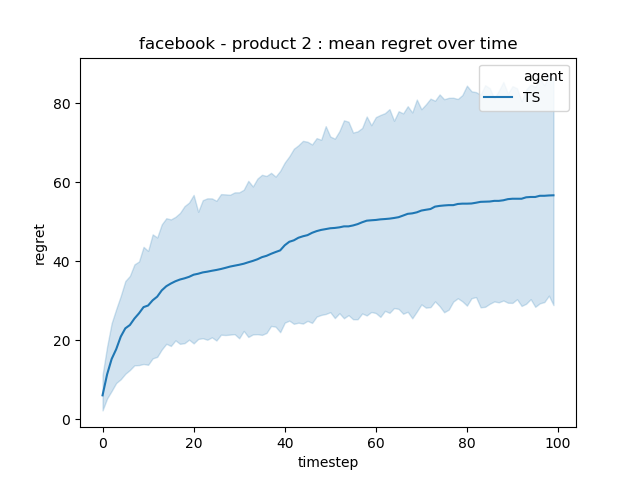 facebook - product 2 : mean regret over time
agent
TS
80
60
40
20
0
regret
0 20 40 60 80 100
timestep